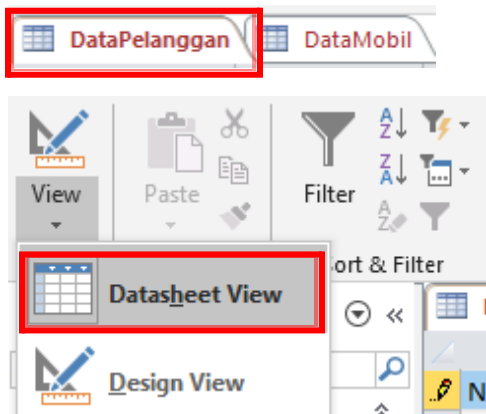 DataPelanggan DataMobil
View Paste Filter
ort & Filter
Datasheet View
Design View
N